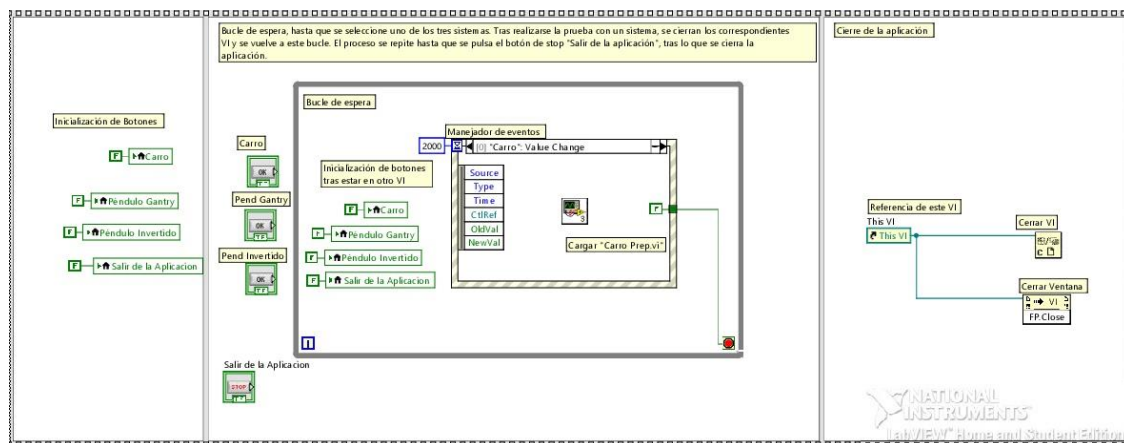 Inicialización de Botones
F
Carro
F
Péndulo Gantry
F
Péndulo Invertido
F
Salir de la Aplicacion
Bucle de espera, hasta que se seleccione uno de los tres sistemas. Tras realizarse la prueba con un sistema, se cierran los correspondientes
VI y se vuelve a este bucle. El proceso se repite hasta que se pulsa el botón de stop "Salir de la aplicación", tras lo que se cierra la
aplicación.
Carro
OK
TF
Pend Gantry
OK
TF
Pend Invertido
OK
TF
Salir de la Aplicacion
STOP
TF
Bucle de espera
Inicialización de botones
tras estar en otro VI
F
Carro
F
Péndulo Gantry
F
Péndulo Invertido
F
Salir de la Aplicacion
i
Manejador de eventos
2000
[0] "Carro": Value Change
Source
Type
Time
CtlRef
OldVal
NewVal
3
Cargar "Carro Prep.vi"
F
Cierre de la aplicación
Referencia de este VI
This VI
This VI
Cerrar VI
C
Cerrar Ventana
VI
FP.Close
NATIONAL
INSTRUMENTS
LabVIEW™ Home and Student Edition